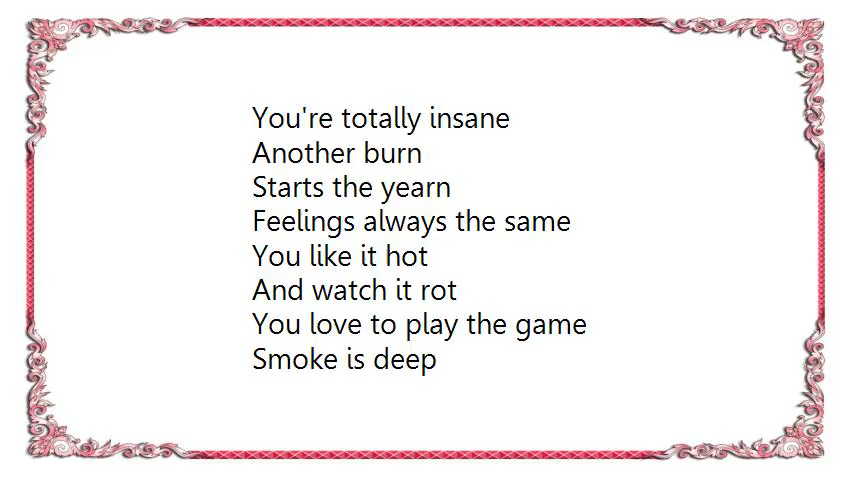 You're totally insane
Another burn
Starts the yearn
Feelings always the same
You like it hot
And watch it rot
You love to play the game
Smoke is deep